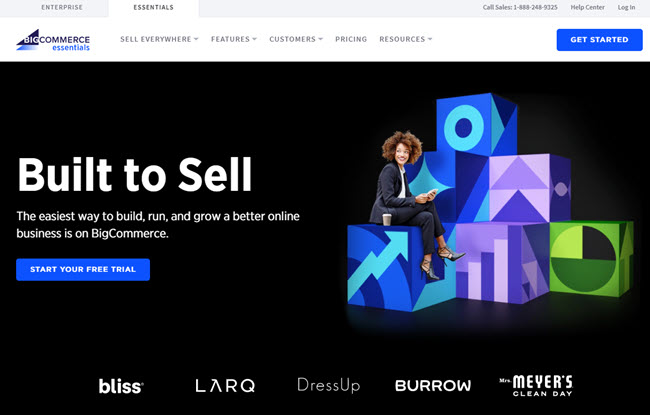 ENTERPRISE
ESSENTIALS
Call Sales: 1-888-248-9325
Help Center
Log In
BIGCOMMERCE
essentials
SELL EVERYWHERE
FEATURES
CUSTOMERS
PRICING
RESOURCES
GET STARTED
Built to Sell
The easiest way to build, run, and grow a better online
business is on BigCommerce.
START YOUR FREE TRIAL
bliss®
LARQ
DressUp
BURROW
Mrs. MEYER'S
CLEAN DAY